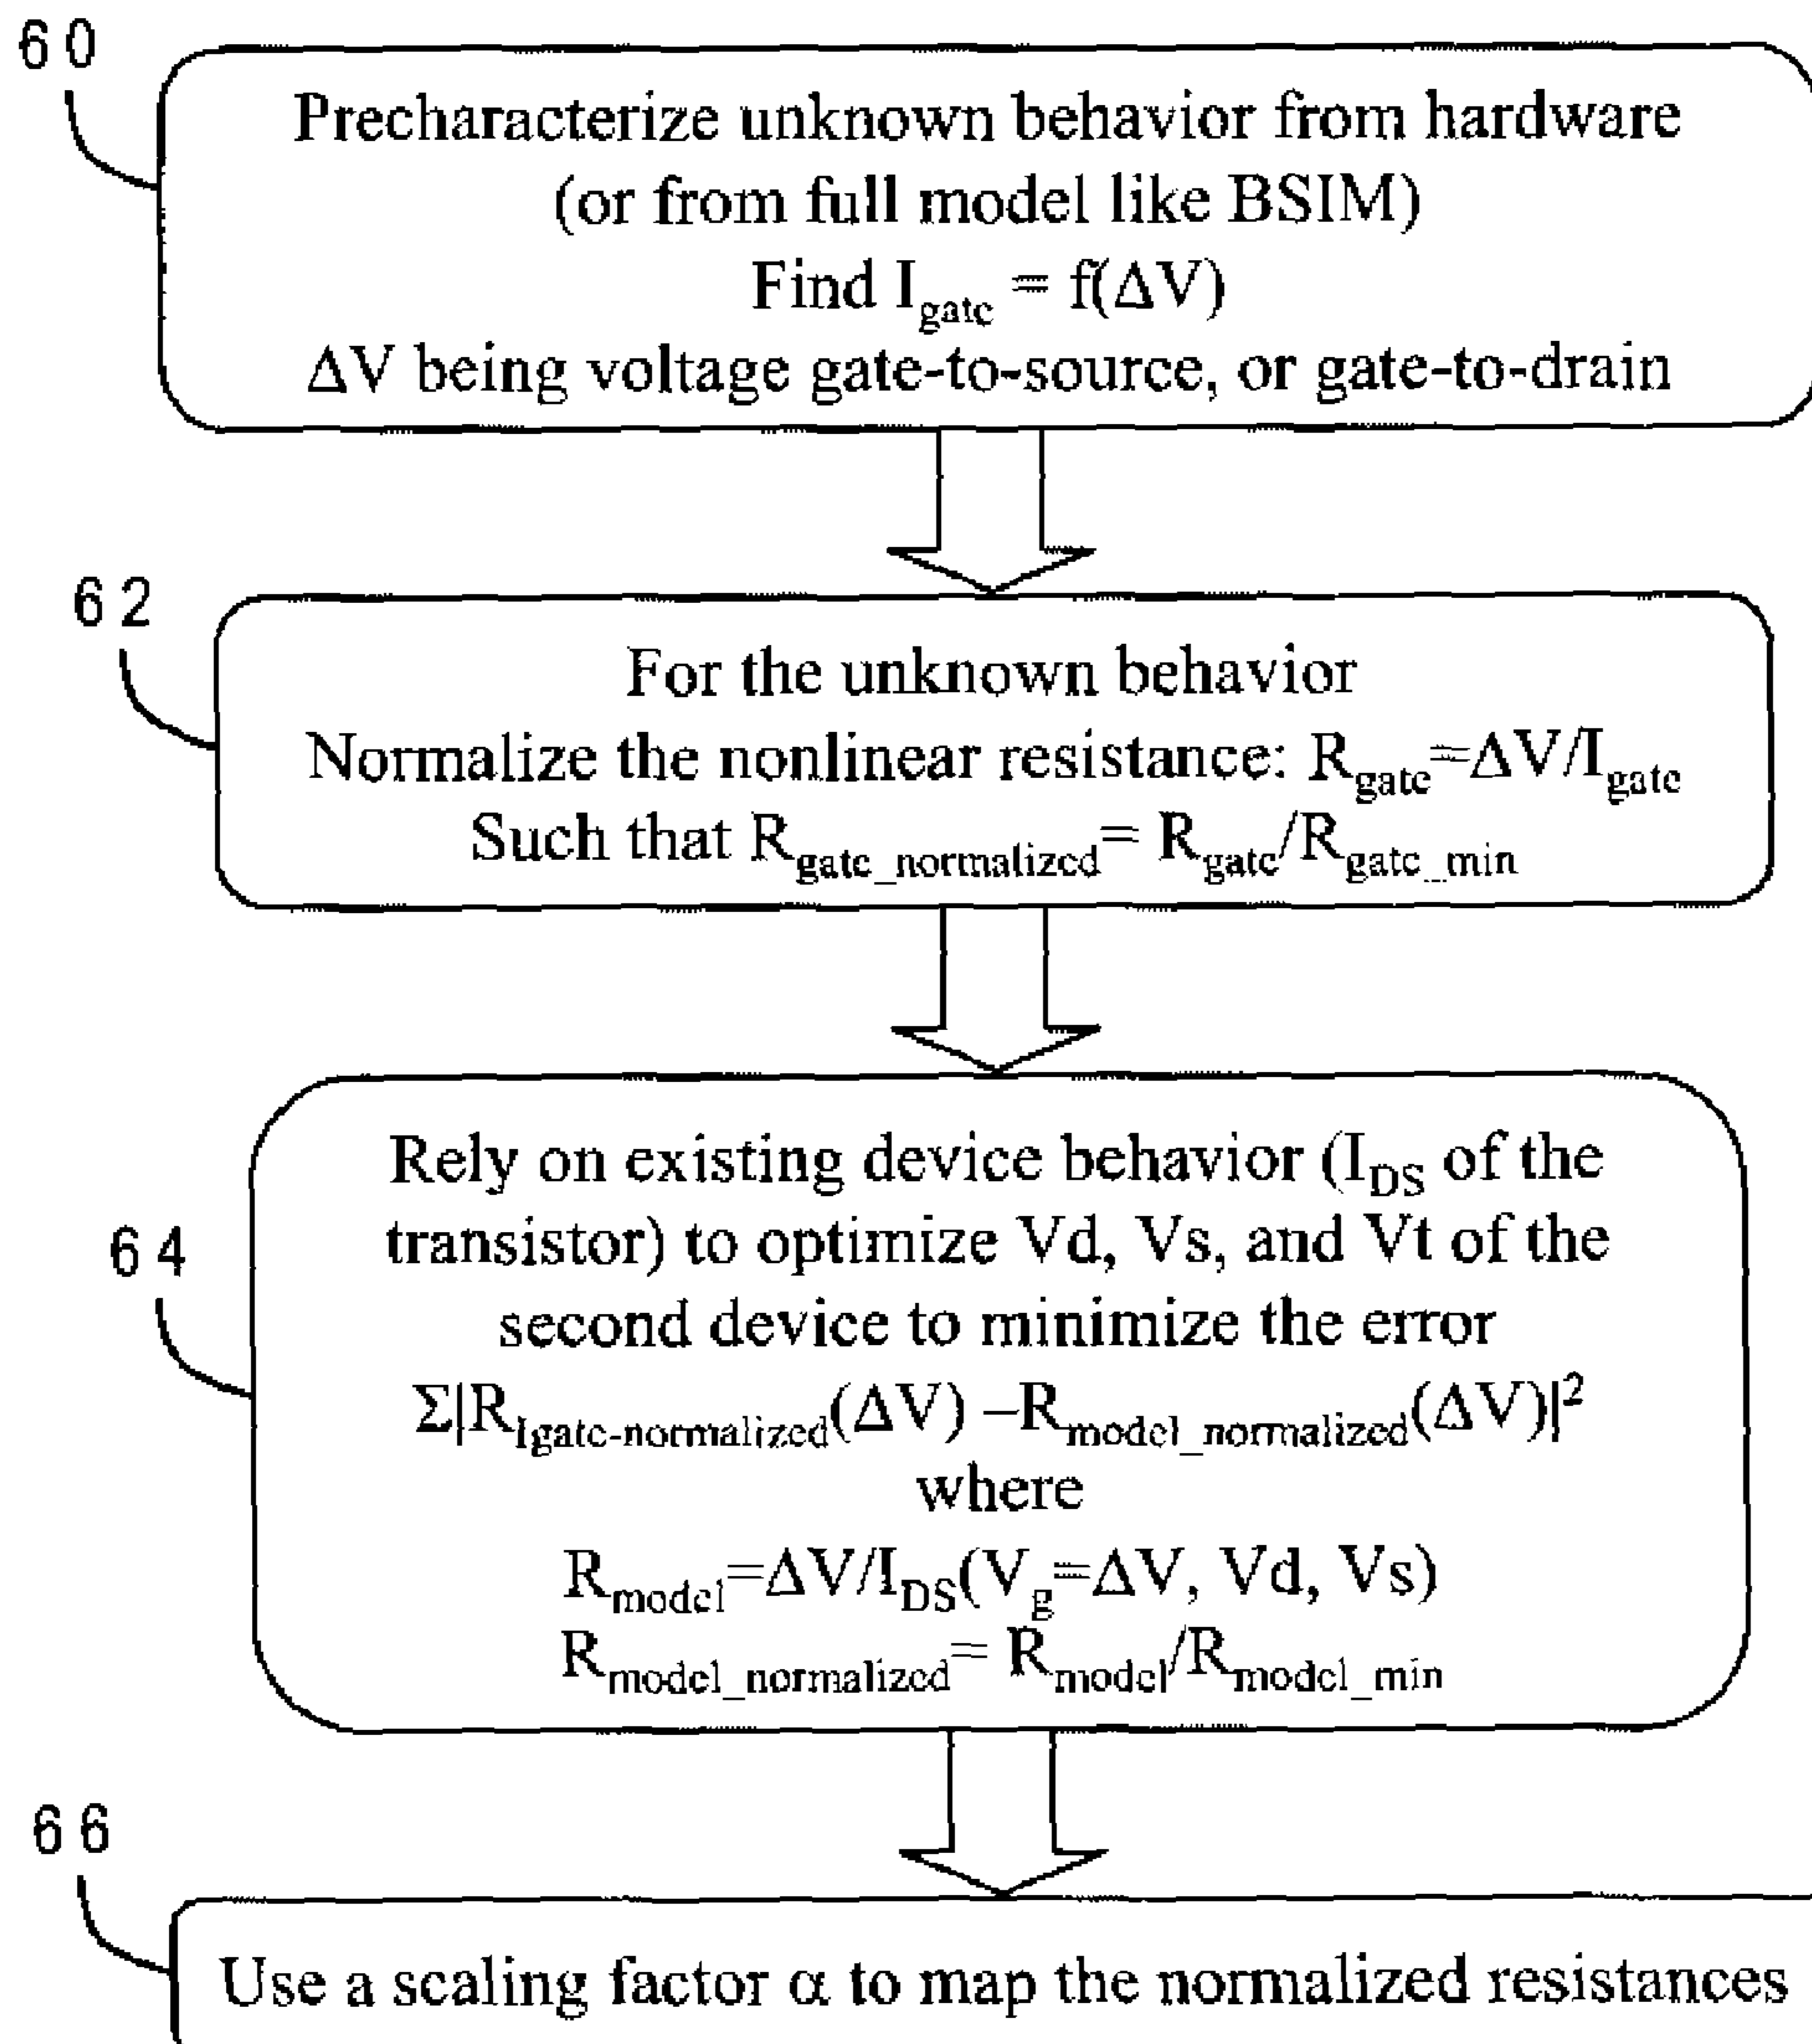 60
Precharacterize unknown behavior from hardware
(or from full model like BSIM)
Find I_gate = f(ΔV)
ΔV being voltage gate-to-source, or gate-to-drain
62
For the unknown behavior
Normalize the nonlinear resistance: R_gate=ΔV/I_gate
Such that R_gate_normalized= R_gate/R_gate_min
64
Rely on existing device behavior (I_DS of the
transistor) to optimize Vd, Vs, and Vt of the
second device to minimize the error
Σ|R_Igate-normalized(ΔV) –R_model_normalized(ΔV)|²
where
R_model=ΔV/I_DS(V_g=ΔV, Vd, Vs)
R_model_normalized= R_model/R_model_min
66
Use a scaling factor α to map the normalized resistances